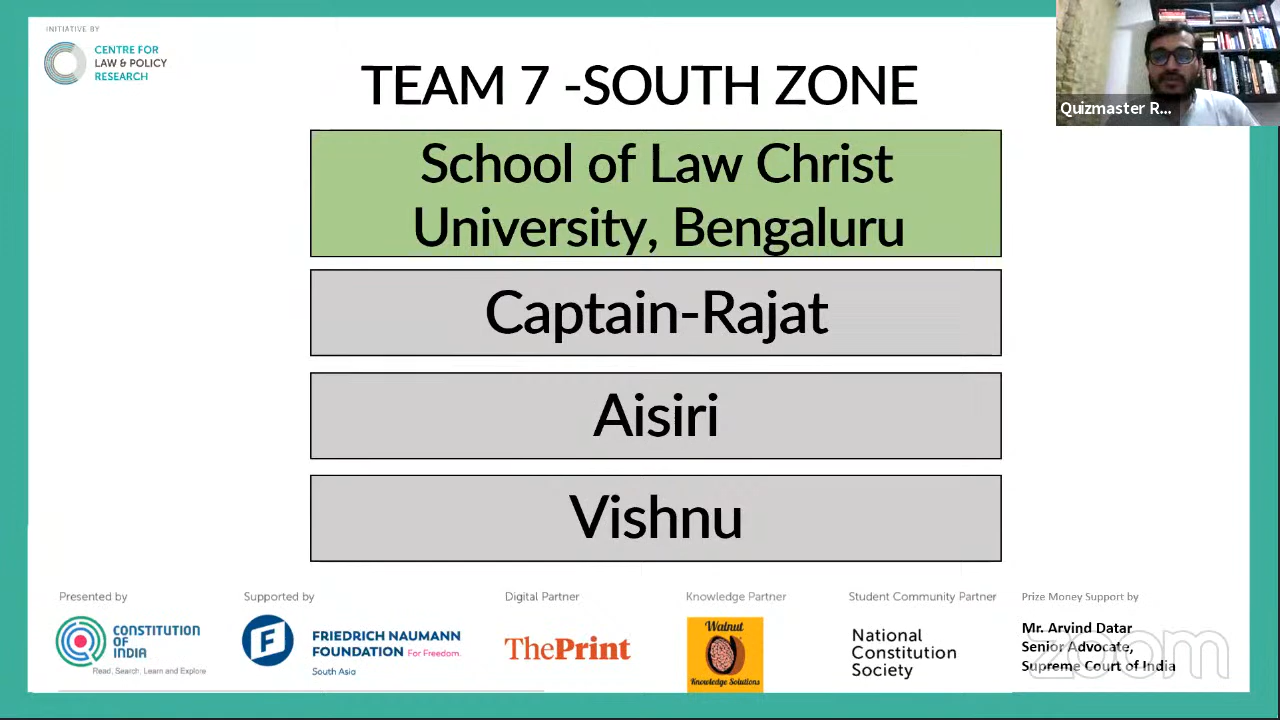 INITIATIVE BY
CENTRE FOR
LAW & POLICY
RESEARCH
TEAM 7 -SOUTH ZONE
Quizmaster R...
School of Law Christ
University, Bengaluru
Captain-Rajat
Aisiri
Vishnu
Presented by
CONSTITUTION
OF
INDIA
Read, Search, Learn and Explore
Supported by
FRIEDRICH NAUMANN
FOUNDATION For Freedom.
South Asia
Digital Partner
ThePrint
Knowledge Partner
Walnut
Knowledge Solutions
Student Community Partner
National
Constitution
Society
Prize Money Support by
Mr. Arvind Datar
Senior Advocate,
Supreme Court of India
zoom